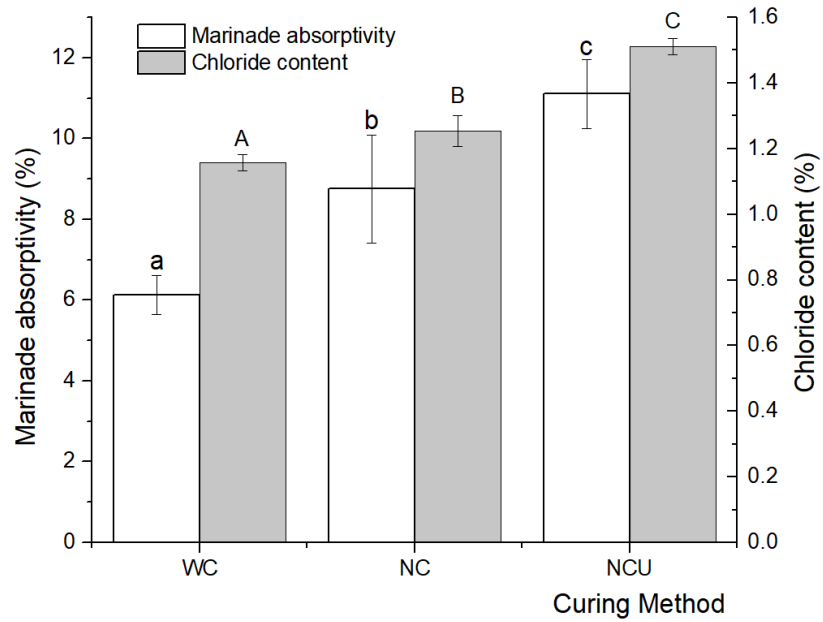 Marinade absorptivity
Chloride content
Marinade absorptivity (%)
12
10
8
6
4
2
0
a
A
b
B
c
C
1.6
1.4
1.2
1.0
0.8
0.6
0.4
0.2
0.0
Chloride content (%)
WC
NC
NCU
Curing Method